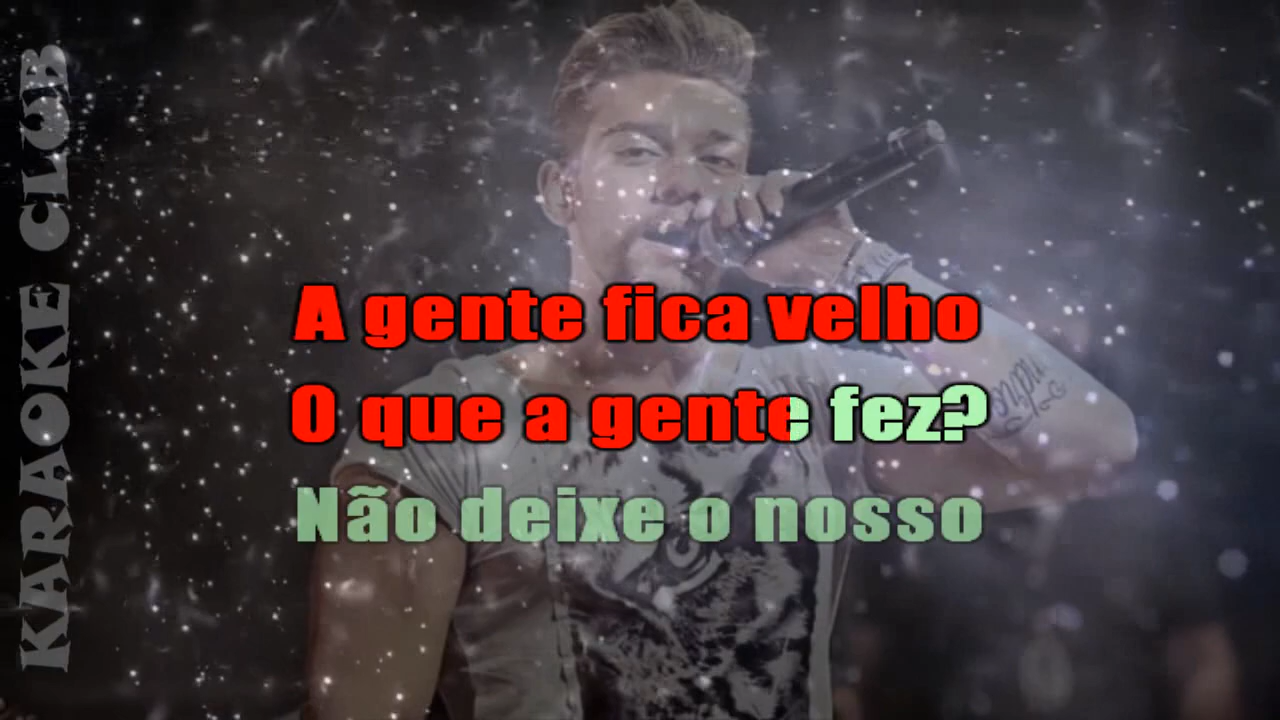 KARAOKE CLUB
A gente fica velho
O que a gente fez?
Não deixe o nosso